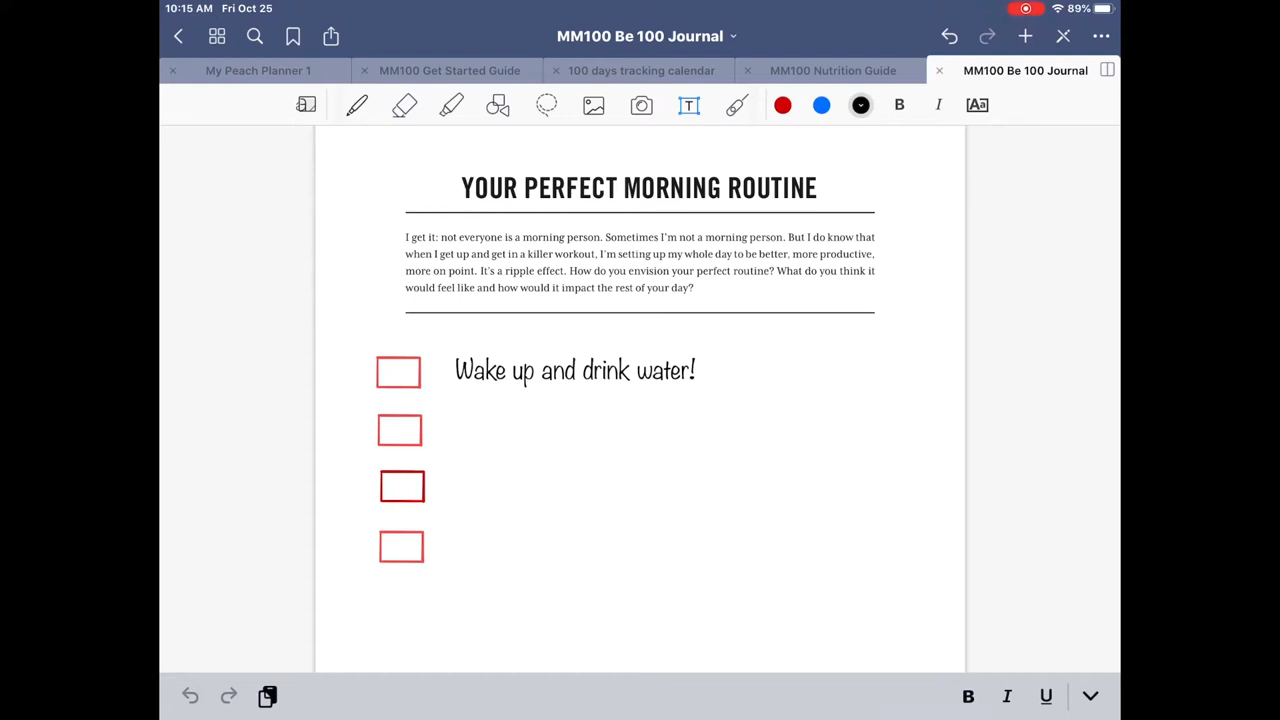 10:15 AM Fri Oct 25
89%
MM100 Be 100 Journal
My Peach Planner 1
MM100 Get Started Guide
100 days tracking calendar
MM100 Nutrition Guide
MM100 Be 100 Journal
T
B
I
Aa
YOUR PERFECT MORNING ROUTINE
I get it: not everyone is a morning person. Sometimes I'm not a morning person. But I do know that
when I get up and get in a killer workout, I'm setting up my whole day to be better, more productive,
more on point. It's a ripple effect. How do you envision your perfect routine? What do you think it
would feel like and how would it impact the rest of your day?
Wake up and drink water!
B I U